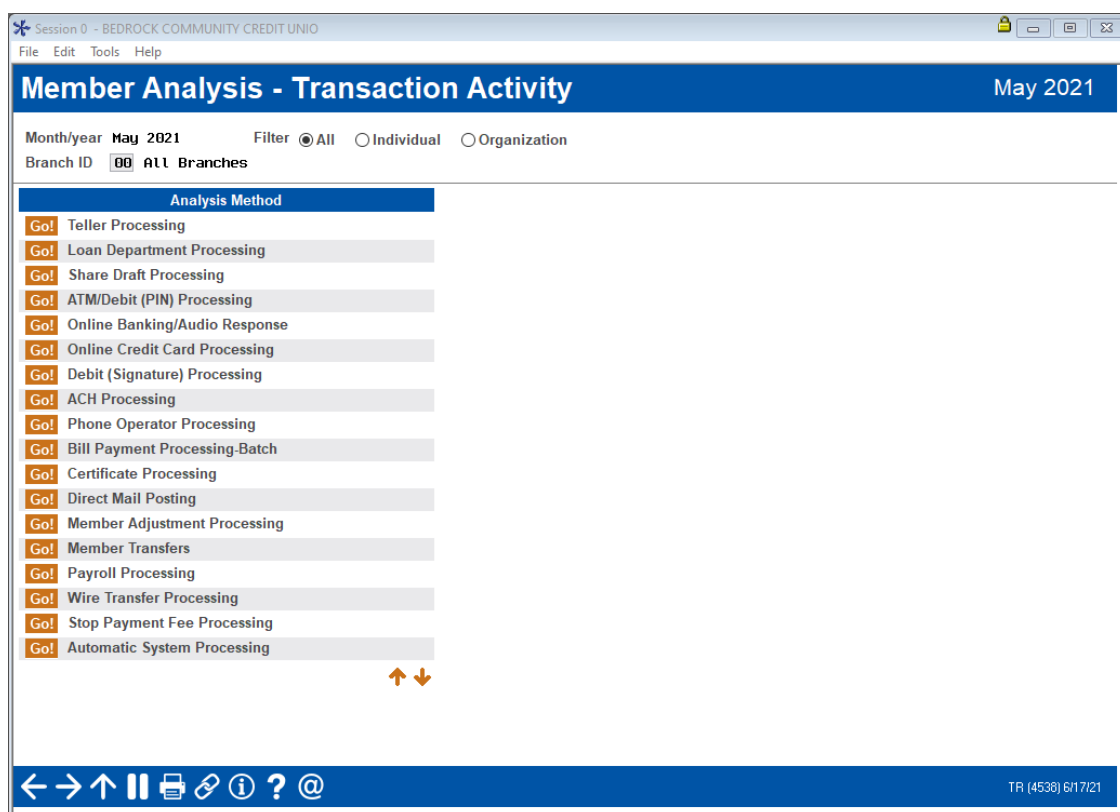 Session 0 - BEDROCK COMMUNITY CREDIT UNIO
File Edit Tools Help
Member Analysis - Transaction Activity May 2021
Month/year May 2021 Filter All Individual Organization
Branch ID 00 All Branches
Analysis Method
Go! Teller Processing
Go! Loan Department Processing
Go! Share Draft Processing
Go! ATM/Debit (PIN) Processing
Go! Online Banking/Audio Response
Go! Online Credit Card Processing
Go! Debit (Signature) Processing
Go! ACH Processing
Go! Phone Operator Processing
Go! Bill Payment Processing-Batch
Go! Certificate Processing
Go! Direct Mail Posting
Go! Member Adjustment Processing
Go! Member Transfers
Go! Payroll Processing
Go! Wire Transfer Processing
Go! Stop Payment Fee Processing
Go! Automatic System Processing
TR (4538) 6/17/21